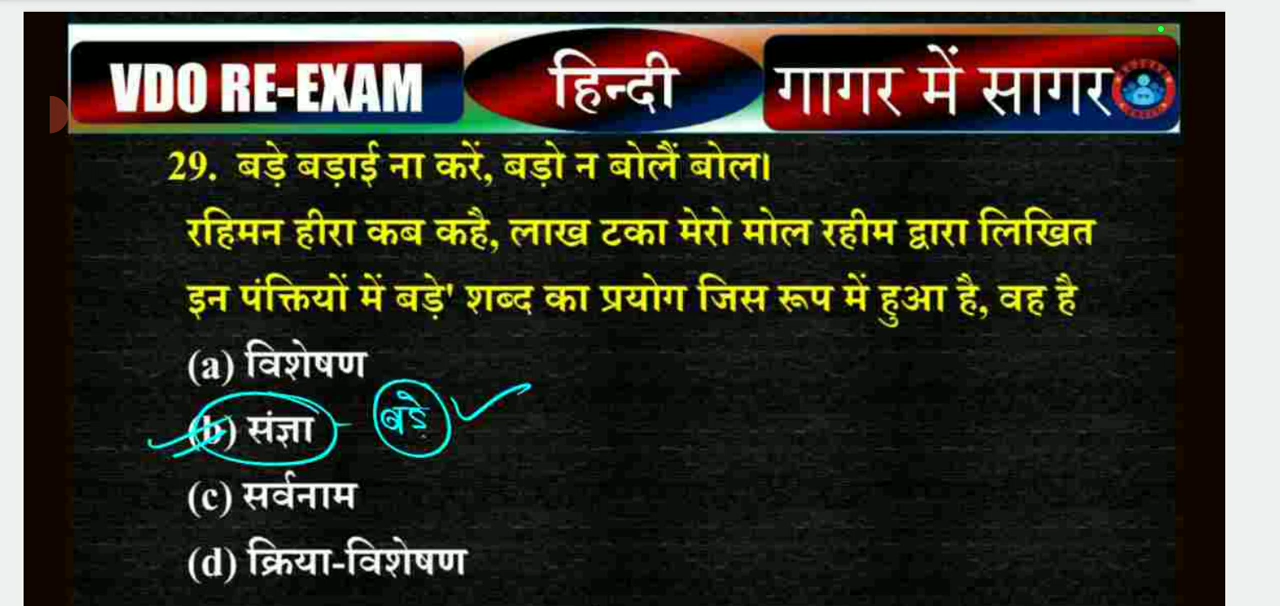 VDO RE-EXAM हिन्दी गागर में सागर
29. बड़े बड़ाई ना करें, बड़ो न बोलैं बोल।
रहिमन हीरा कब कहै, लाख टका मेरो मोल रहीम द्वारा लिखित
इन पंक्तियों में बड़े' शब्द का प्रयोग जिस रूप में हुआ है, वह है
(a) विशेषण
(b) संज्ञा - बड़े
(c) सर्वनाम
(d) क्रिया-विशेषण